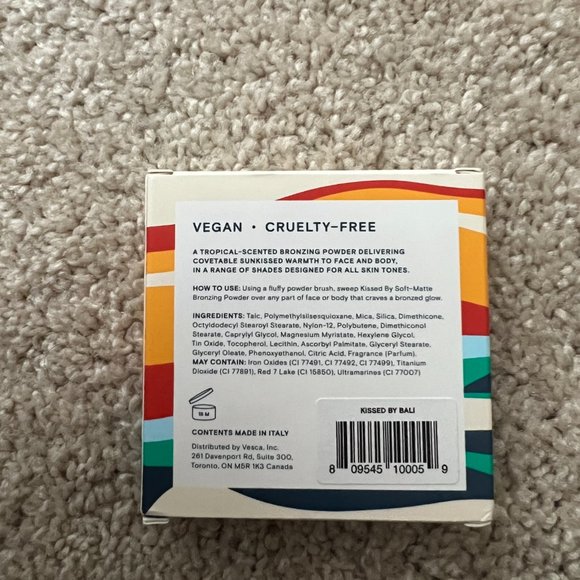 VEGAN • CRUELTY-FREE
A TROPICAL-SCENTED BRONZING POWDER DELIVERING
COVETABLE SUNKISSED WARMTH TO FACE AND BODY,
IN A RANGE OF SHADES DESIGNED FOR ALL SKIN TONES.
HOW TO USE: Using a fluffy powder brush, sweep Kissed By Soft-Matte
Bronzing Powder over any part of face or body that craves a bronzed glow.
INGREDIENTS: Talc, Polymethylsilsesquioxane, Mica, Silica, Dimethicone,
Octyldodecyl Stearoyl Stearate, Nylon-12, Polybutene, Dimethiconol
Stearate, Caprylyl Glycol, Magnesium Myristate, Hexylene Glycol,
Tin Oxide, Tocopherol, Lecithin, Ascorbyl Palmitate, Glyceryl Stearate,
Glyceryl Oleate, Phenoxyethanol, Citric Acid, Fragrance (Parfum).
MAY CONTAIN: Iron Oxides (CI 77491, CI 77492, CI 77499), Titanium
Dioxide (CI 77891), Red 7 Lake (CI 15850), Ultramarines (CI 77007)
18 M
CONTENTS MADE IN ITALY
Distributed by Vesca, Inc.
261 Davenport Rd, Suite 300,
Toronto, ON M5R 1K3 Canada
KISSED BY BALI
8 09545 10005 9